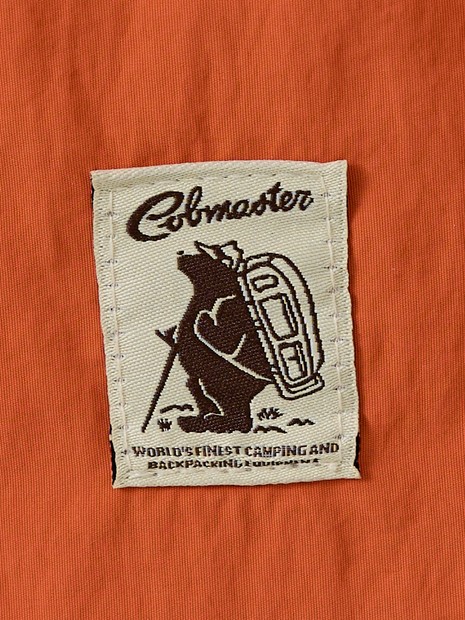 Cobmaster
WORLD'S FINEST CAMPING AND
BACKPACKING EQUIPMENT